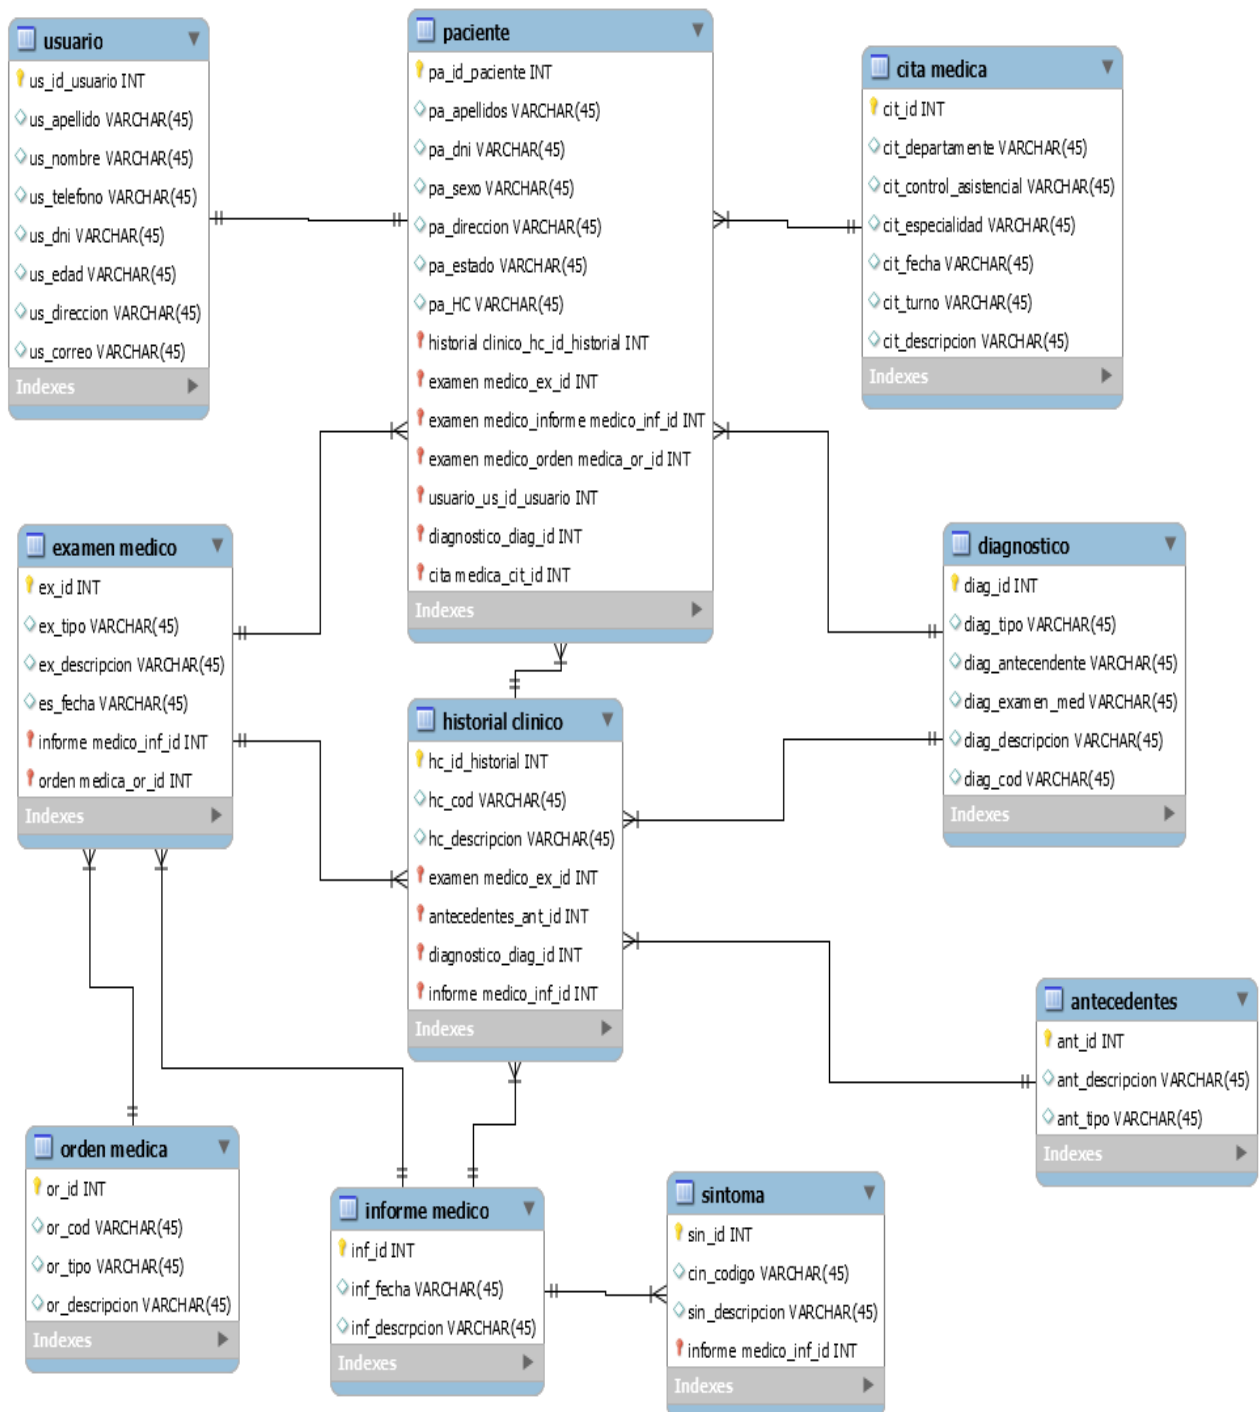 usuario
us_id_usuario INT
us_apellido VARCHAR(45)
us_nombre VARCHAR(45)
us_telefono VARCHAR(45)
us_dni VARCHAR(45)
us_edad VARCHAR(45)
us_direccion VARCHAR(45)
us_correo VARCHAR(45)
Indexes
paciente
pa_id_paciente INT
pa_apellidos VARCHAR(45)
pa_dni VARCHAR(45)
pa_sexo VARCHAR(45)
pa_direccion VARCHAR(45)
pa_estado VARCHAR(45)
pa_HC VARCHAR(45)
historial clinico_hc_id_historial INT
examen medico_ex_id INT
examen medico_informe medico_inf_id INT
examen medico_orden medica_or_id INT
usuario_us_id_usuario INT
diagnostico_diag_id INT
cita medica_cit_id INT
Indexes
cita medica
cit_id INT
cit_departamente VARCHAR(45)
cit_control_asistencial VARCHAR(45)
cit_especialidad VARCHAR(45)
cit_fecha VARCHAR(45)
cit_turno VARCHAR(45)
cit_descripcion VARCHAR(45)
Indexes
examen medico
ex_id INT
ex_tipo VARCHAR(45)
ex_descripcion VARCHAR(45)
es_fecha VARCHAR(45)
informe medico_inf_id INT
orden medica_or_id INT
Indexes
diagnostico
diag_id INT
diag_tipo VARCHAR(45)
diag_antecendente VARCHAR(45)
diag_examen_med VARCHAR(45)
diag_descripcion VARCHAR(45)
diag_cod VARCHAR(45)
Indexes
historial clinico
hc_id_historial INT
hc_cod VARCHAR(45)
hc_descripcion VARCHAR(45)
examen medico_ex_id INT
antecedentes_ant_id INT
diagnostico_diag_id INT
informe medico_inf_id INT
Indexes
antecedentes
ant_id INT
ant_descripcion VARCHAR(45)
ant_tipo VARCHAR(45)
Indexes
orden medica
or_id INT
or_cod VARCHAR(45)
or_tipo VARCHAR(45)
or_descripcion VARCHAR(45)
Indexes
informe medico
inf_id INT
inf_fecha VARCHAR(45)
inf_descrpcion VARCHAR(45)
Indexes
sintoma
sin_id INT
cin_codigo VARCHAR(45)
sin_descripcion VARCHAR(45)
informe medico_inf_id INT
Indexes